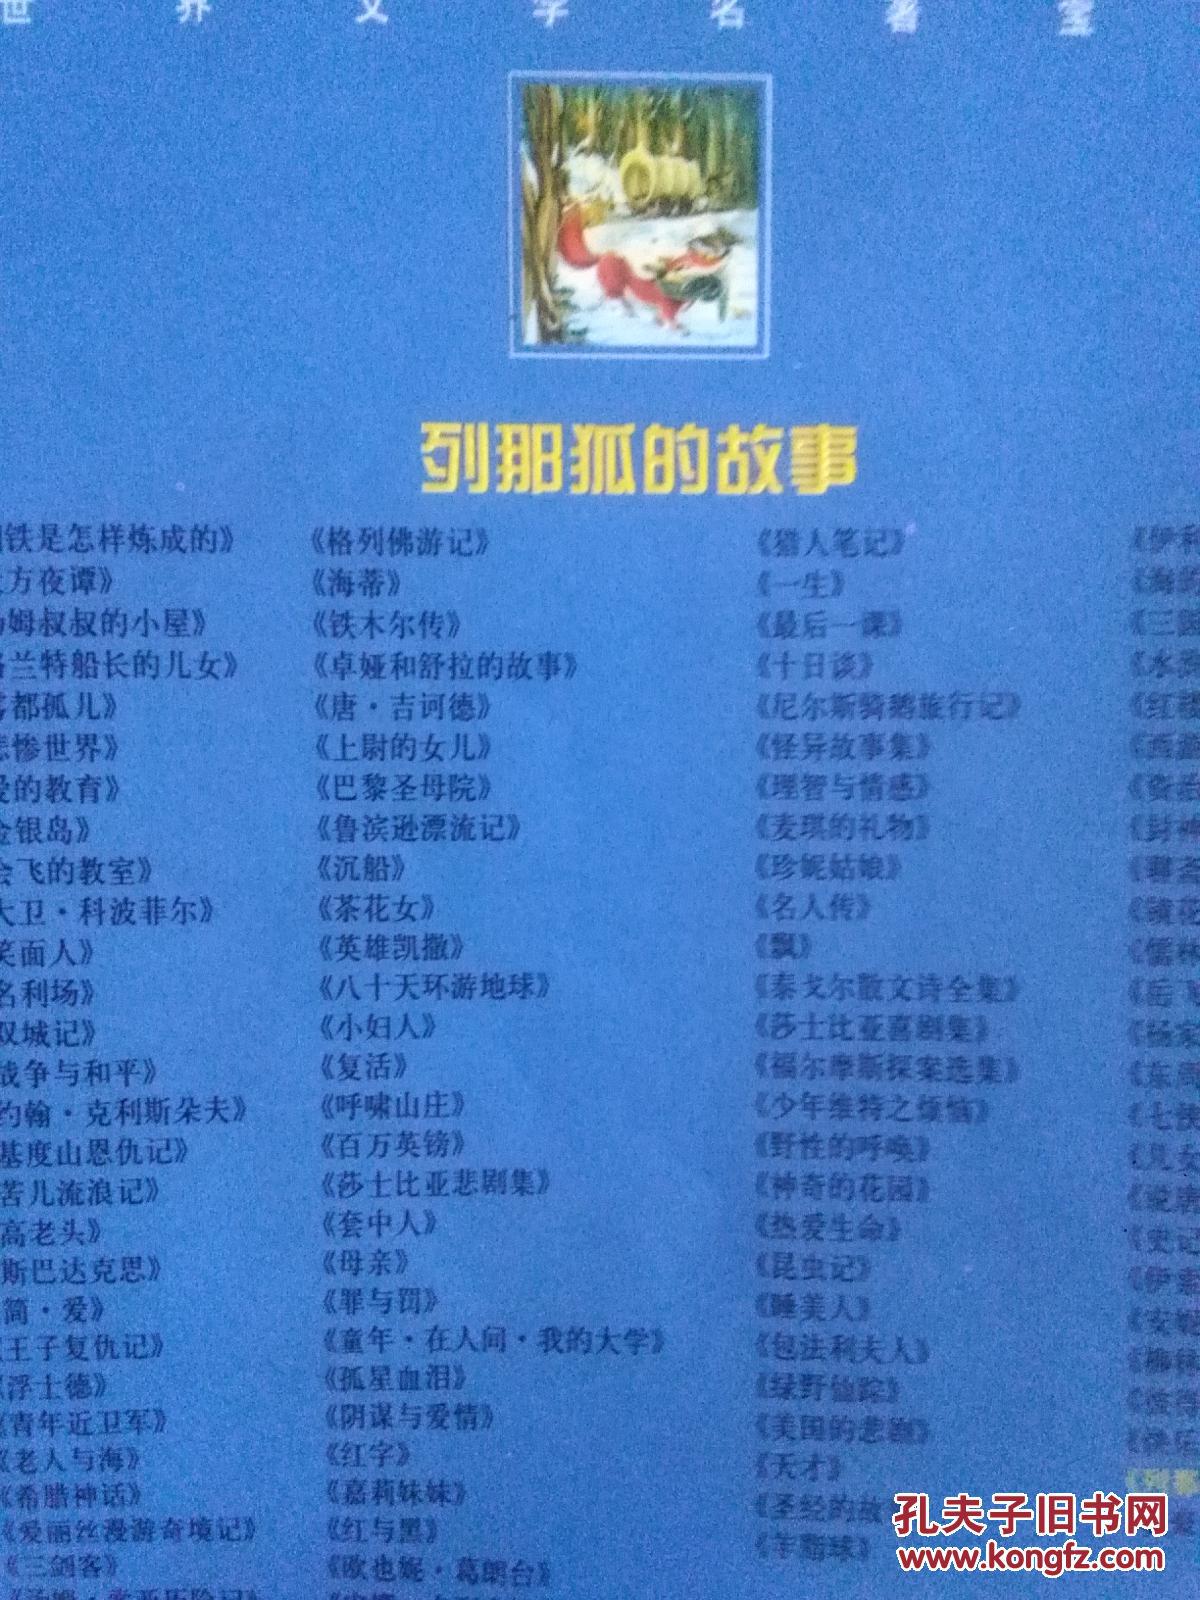 世界文学名著宝
列那狐的故事
铁是怎样炼成的》
方夜谭》
姆叔叔的小屋》
兰特船长的儿女》
都孤儿》
惨世界》
的教育》
银岛》
会飞的教室》
大卫·科波菲尔》
笑面人》
名利场》
双城记》
战争与和平》
约翰·克利斯朵夫》
基度山恩仇记》
苦儿流浪记》
高老头》
斯巴达克思》
简·爱》
王子复仇记》
《浮士德》
《青年近卫军》
《老人与海》
《希腊神话》
《爱丽丝漫游奇境记》
《三剑客》
《格列佛游记》
《海蒂》
《铁木尔传》
《卓娅和舒拉的故事》
《唐·吉诃德》
《上尉的女儿》
《巴黎圣母院》
《鲁滨逊漂流记》
《沉船》
《茶花女》
《英雄凯撒》
《八十天环游地球》
《小妇人》
《复活》
《呼啸山庄》
《百万英镑》
《莎士比亚悲剧集》
《套中人》
《母亲》
《罪与罚》
《童年·在人间·我的大学》
《孤星血泪》
《阴谋与爱情》
《红字》
《嘉莉妹妹》
《红与黑》
《欧也妮·葛朗台》
《猎人笔记》
《一生》
《最后一课》
《十日谈》
《尼尔斯骑鹅旅行记》
《怪异故事集》
《理智与情感》
《麦琪的礼物》
《珍妮姑娘》
《名人传》
《飘》
《泰戈尔散文诗全集》
《莎士比亚喜剧集》
《福尔摩斯探案选集》
《少年维特之烦恼》
《野性的呼唤》
《神奇的花园》
《热爱生命》
《昆虫记》
《睡美人》
《包法利夫人》
《绿野仙踪》
《美国的悲剧》
《天才》
《圣经的故
《羊脂球》
《三
《水
《红
《西
《史记
《伊索
《列那
孔夫子旧书网
www.kongfz.com